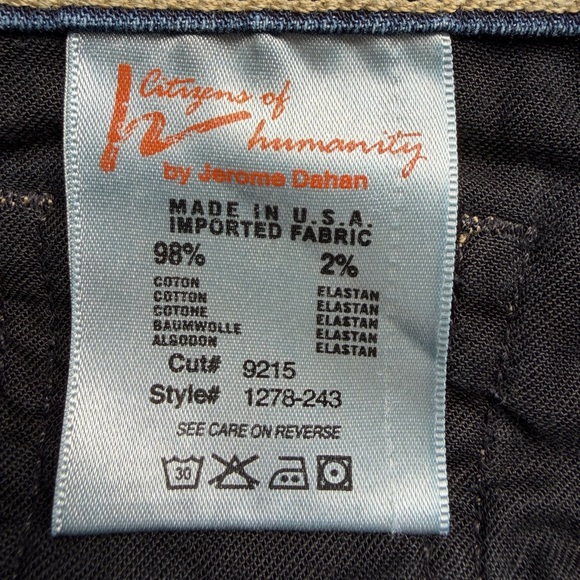 Citizens of
humanity
by Jerome Dahan
MADE IN U.S.A.
IMPORTED FABRIC
98% 2%
COTON ELASTAN
COTTON ELASTAN
COTONE ELASTAN
BAUMWOLLE ELASTAN
ALGODON ELASTAN
Cut# 9215
Style# 1278-243
SEE CARE ON REVERSE
30